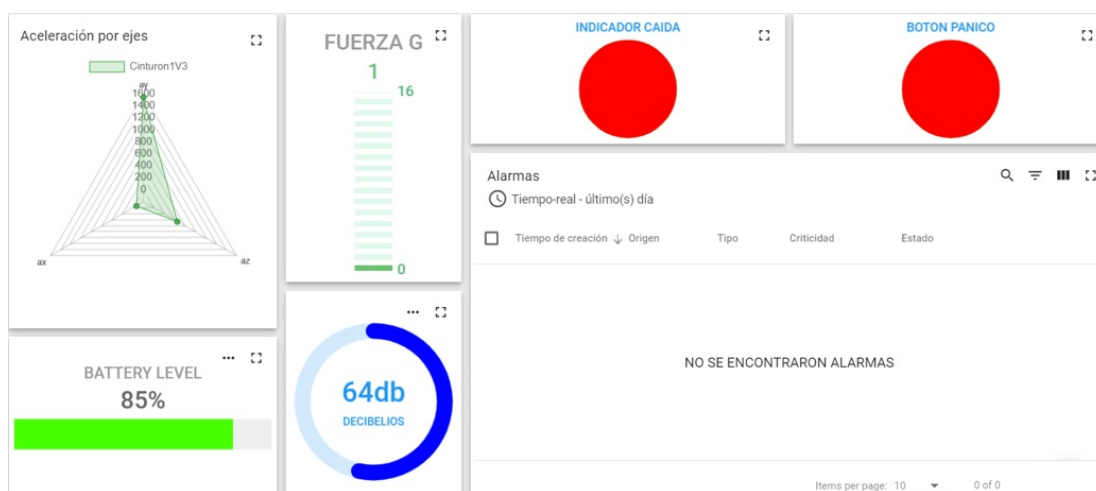 Aceleración por ejes
Cinturon1V3
ay
1600
1400
1200
1000
800
600
400
200
0
ax
az
FUERZA G
1
16
0
INDICADOR CAIDA
BOTON PANICO
Alarmas
Tiempo-real - último(s) día
Tiempo de creación ↓ Origen Tipo Criticidad Estado
NO SE ENCONTRARON ALARMAS
Items per page: 10 0 of 0
BATTERY LEVEL
85%
64db
DECIBELIOS